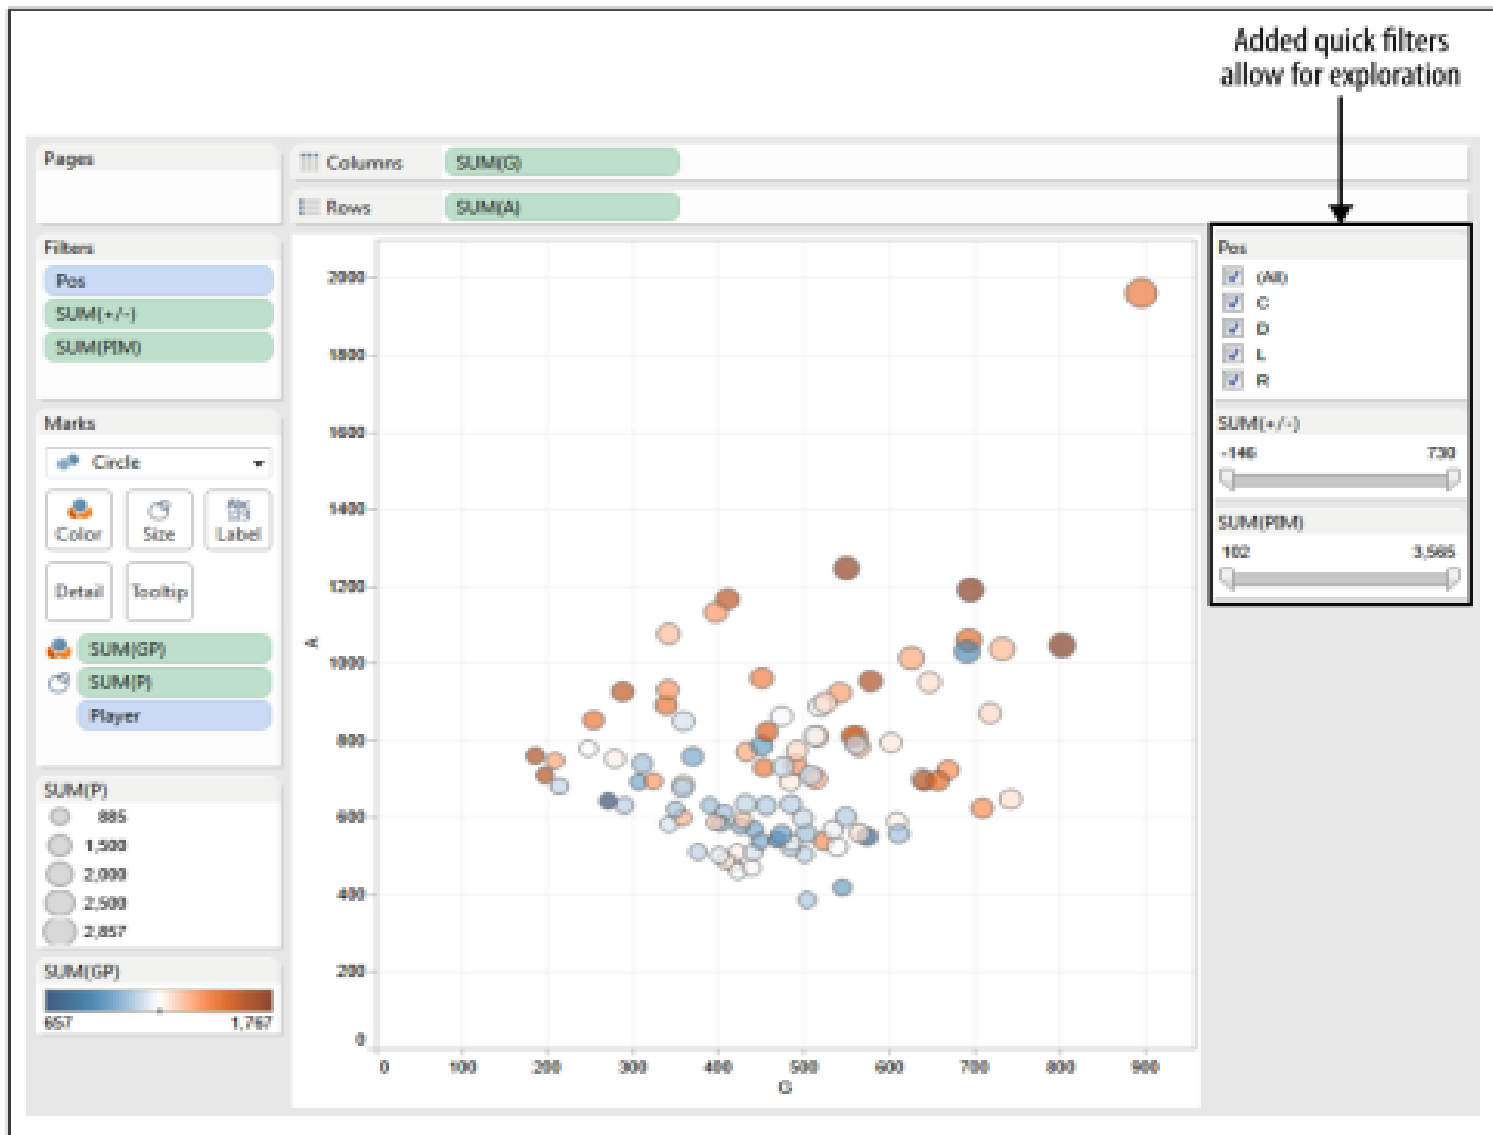 Added quick filters
allow for exploration
Pages
Columns
SUM(G)
Rows
SUM(A)
Filters
Pos
SUM(+/-)
SUM(PIM)
Marks
Circle
Color
Size
Label
Detail
Tooltip
SUM(GP)
SUM(P)
Player
SUM(P)
885
1,500
2,000
2,500
2,857
SUM(GP)
657
1,767
2000
1800
1600
1400
1200
1000
800
600
400
200
0
A
0
100
200
300
400
500
600
700
800
900
G
Pos
(All)
C
D
L
R
SUM(+/-)
-146
730
SUM(PIM)
102
3,565